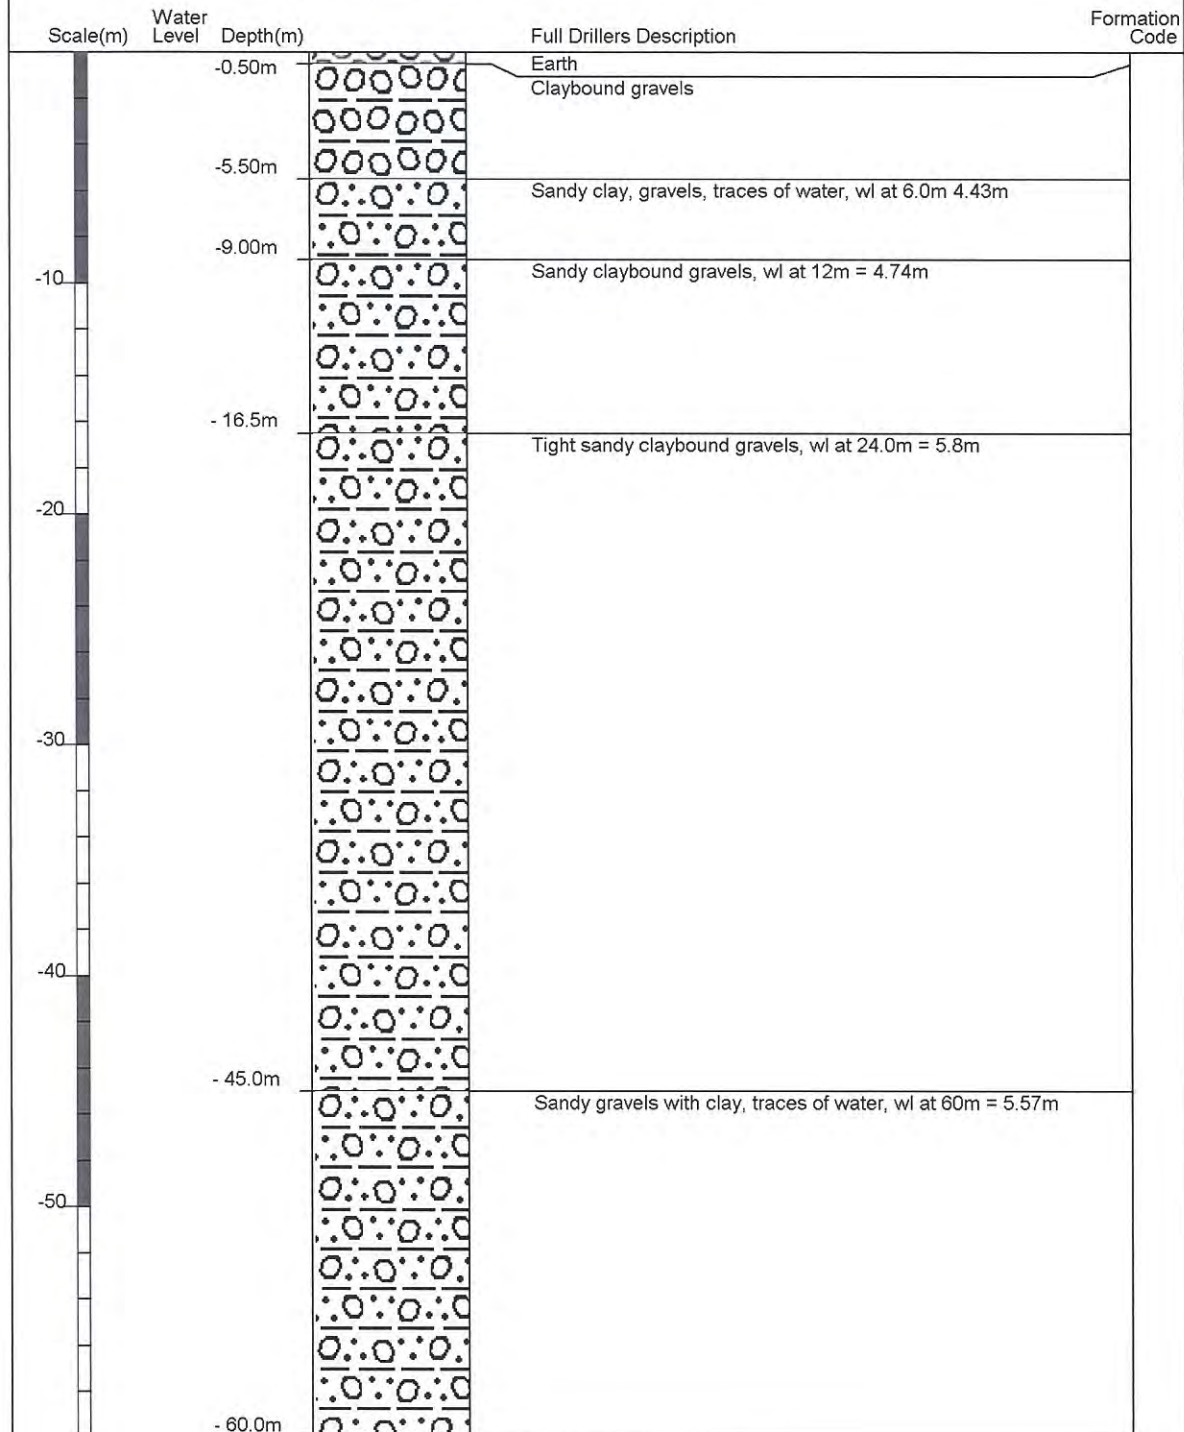 Scale(m) Water Level Depth(m) Full Drillers Description Formation Code
-0.50m Earth
Claybound gravels
-5.50m
Sandy clay, gravels, traces of water, wl at 6.0m 4.43m
-9.00m
-10 Sandy claybound gravels, wl at 12m = 4.74m
- 16.5m
Tight sandy claybound gravels, wl at 24.0m = 5.8m
-20
-30
-40
- 45.0m
Sandy gravels with clay, traces of water, wl at 60m = 5.57m
-50
- 60.0m